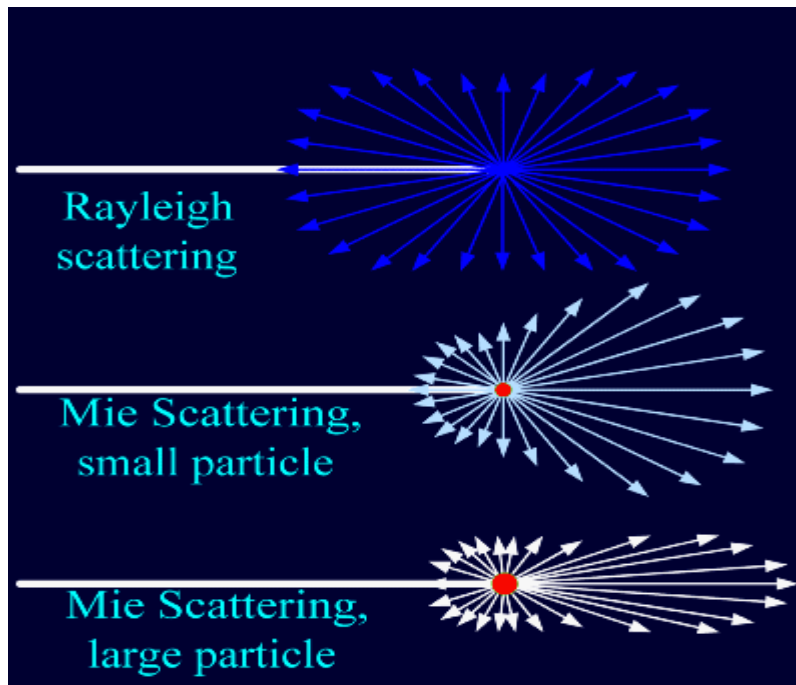 Rayleigh
scattering
Mie Scattering,
small particle
Mie Scattering,
large particle